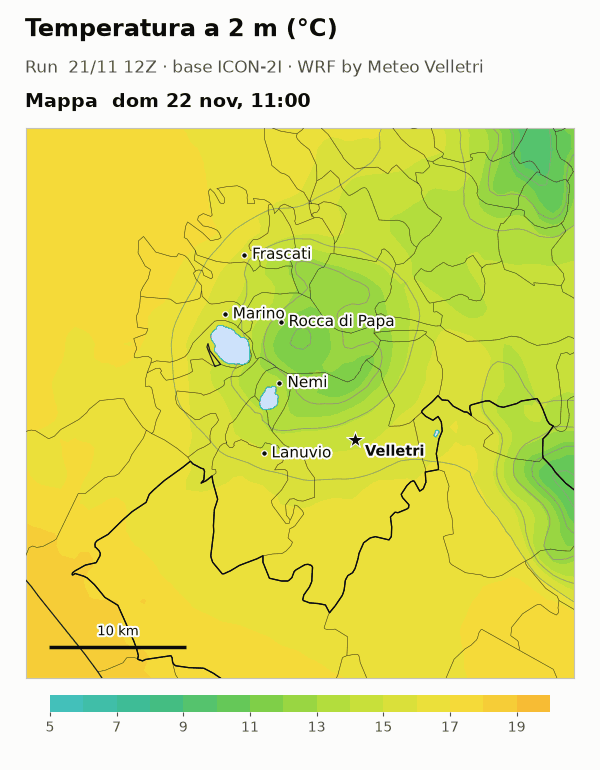 Temperatura a 2 m (°C)
Run  21/11 12Z · base ICON-2I · WRF by Meteo Velletri
Mappa  dom 22 nov, 11:00
Frascati
Marino
Rocca di Papa
Nemi
Velletri
Lanuvio
10 km
5 7 9 11 13 15 17 19